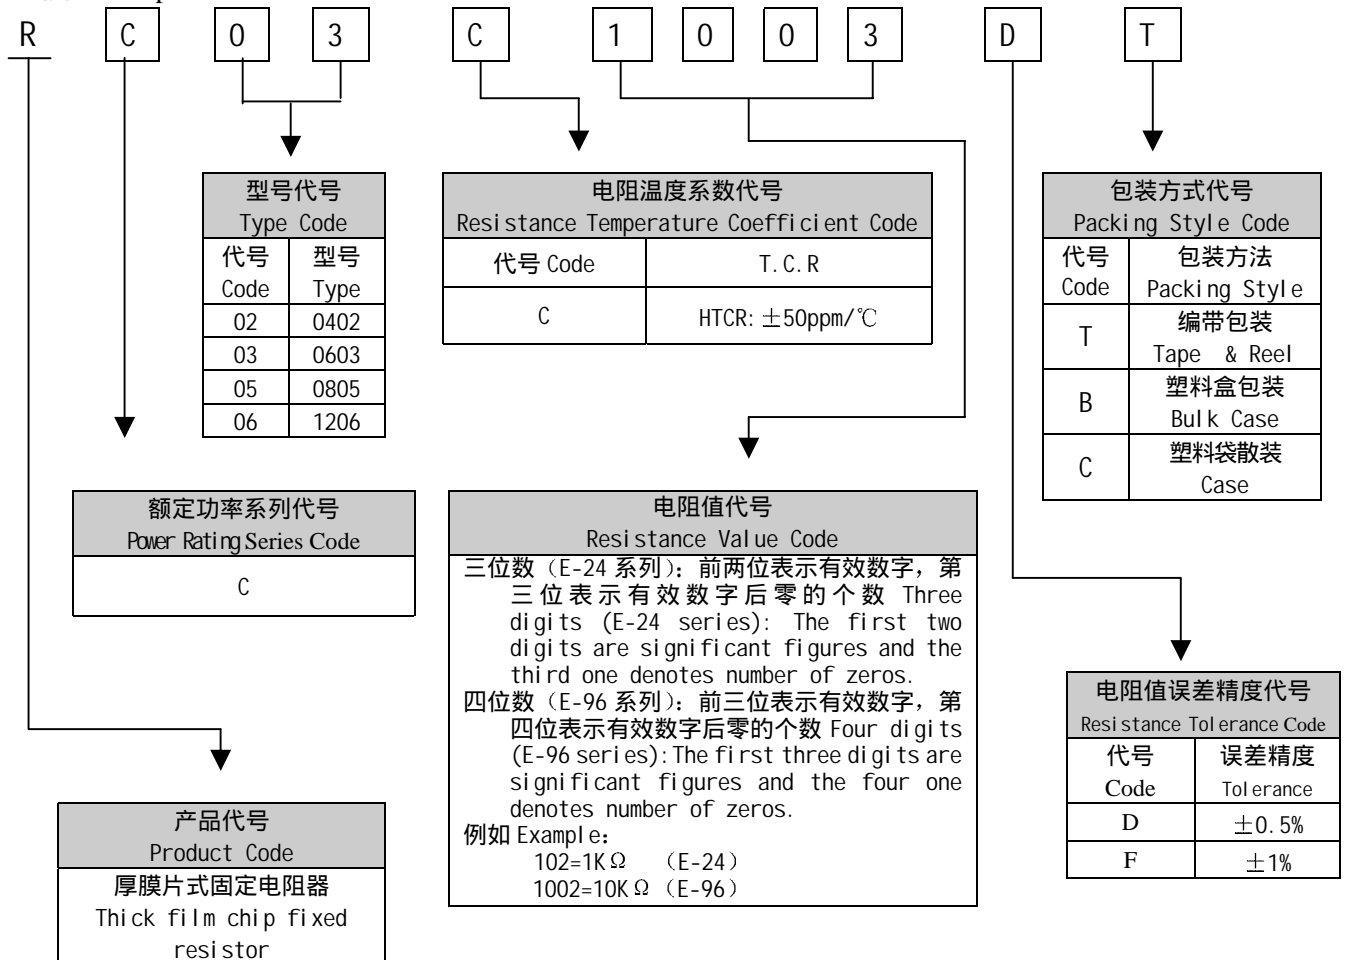 R C 0 3 C 1 0 0 3 D T
型号代号
Type Code
代号 型号
Code Type
02 0402
03 0603
05 0805
06 1206
电阻温度系数代号
Resistance Temperature Coefficient Code
代号 Code T.C.R
C HTCR: ±50ppm/℃
包装方式代号
Packing Style Code
代号 包装方法
Code Packing Style
T 编带包装
Tape & Reel
B 塑料盒包装
Bulk Case
C 塑料袋散装
Case
额定功率系列代号
Power Rating Series Code
C
电阻值代号
Resistance Value Code
三位数（E-24 系列）：前两位表示有效数字，第
三位表示有效数字后零的个数 Three
digits (E-24 series): The first two
digits are significant figures and the
third one denotes number of zeros.
四位数（E-96 系列）：前三位表示有效数字，第
四位表示有效数字后零的个数 Four digits
(E-96 series):The first three digits are
significant figures and the four one
denotes number of zeros.
例如 Example：
102=1KΩ （E-24）
1002=10KΩ （E-96）
电阻值误差精度代号
Resistance Tolerance Code
代号 误差精度
Code Tolerance
D ±0.5%
F ±1%
产品代号
Product Code
厚膜片式固定电阻器
Thick film chip fixed
resistor